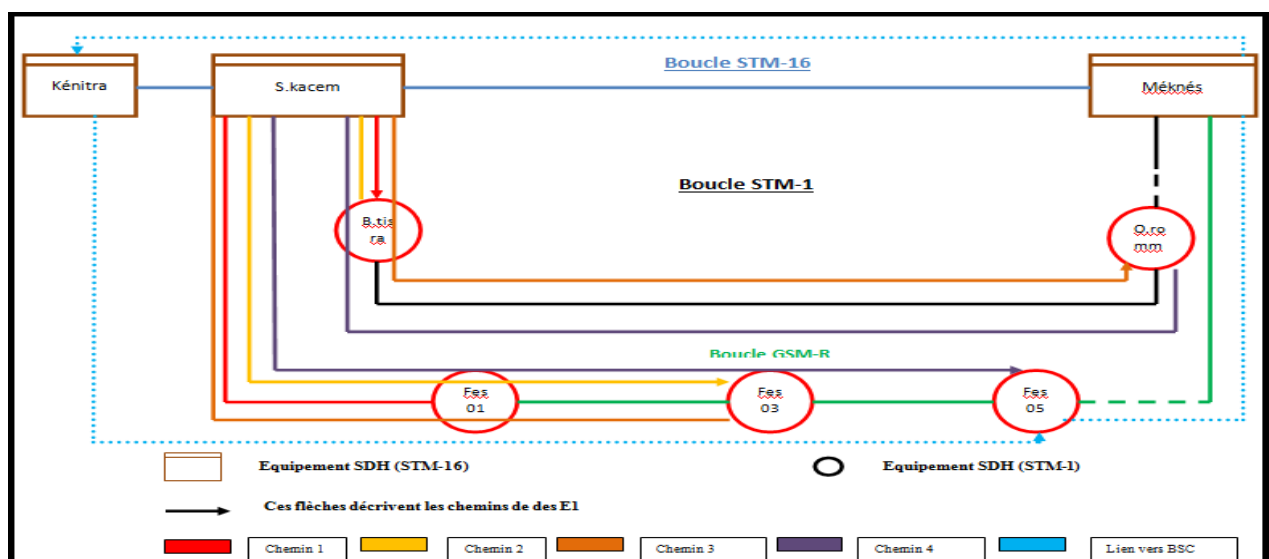 Boucle STM-16
Kénitra
S.kacem
Méknés
Boucle STM-1
B.tis
ra
O.ro
mm
Boucle GSM-R
Fes
01
Fes
03
Fes
05
Equipement SDH (STM-16)
Equipement SDH (STM-1)
Ces flèches décrivent les chemins de des E1
Chemin 1
Chemin 2
Chemin 3
Chemin 4
Lien vers BSC